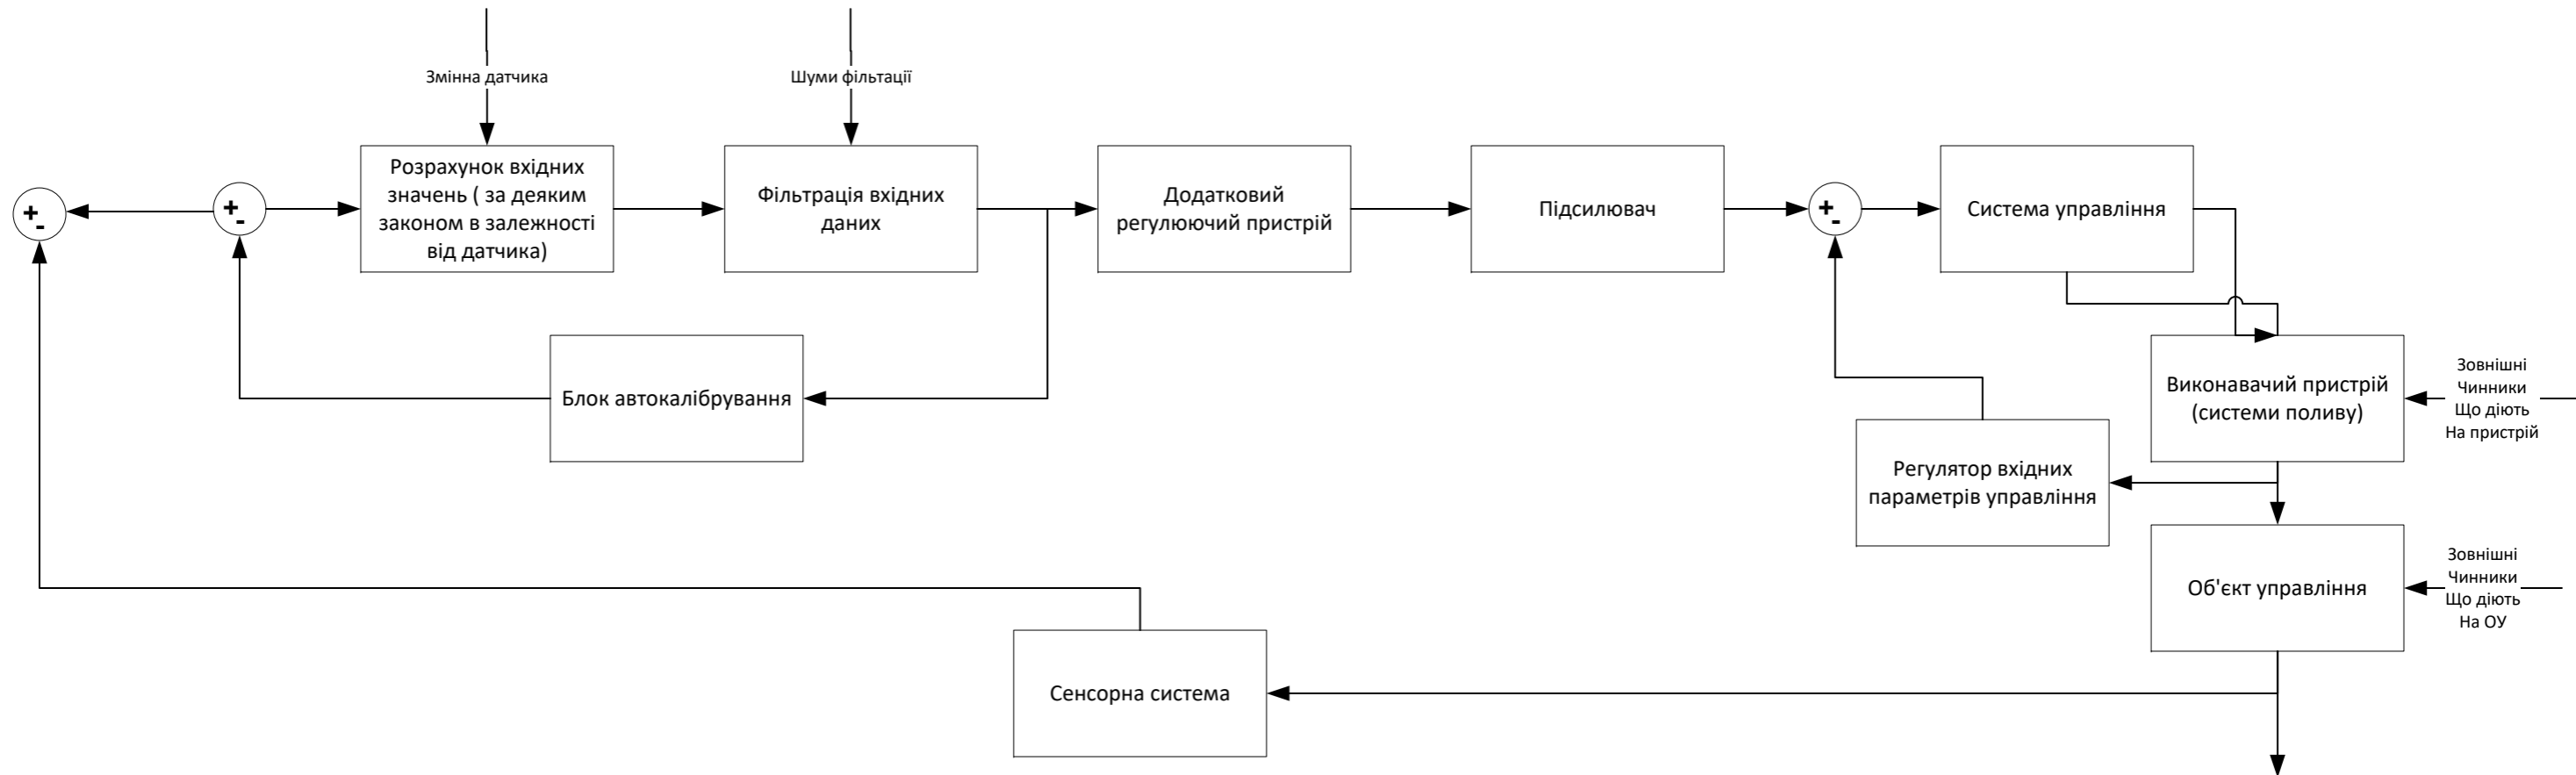 Змінна датчика
Шуми фільтації
Розрахунок вхідних
значень ( за деяким
законом в залежності
від датчика)
Фільтрація вхідних
даних
Додатковий
регулюючий пристрій
Підсилювач
Система управління
+
-
+
-
+
-
Блок автокалібрування
Виконавачий пристрій
(системи поливу)
Зовнішні
Чинники
Що діють
На пристрій
Регулятор вхідних
параметрів управління
Об'єкт управління
Зовнішні
Чинники
Що діють
На ОУ
Сенсорна система